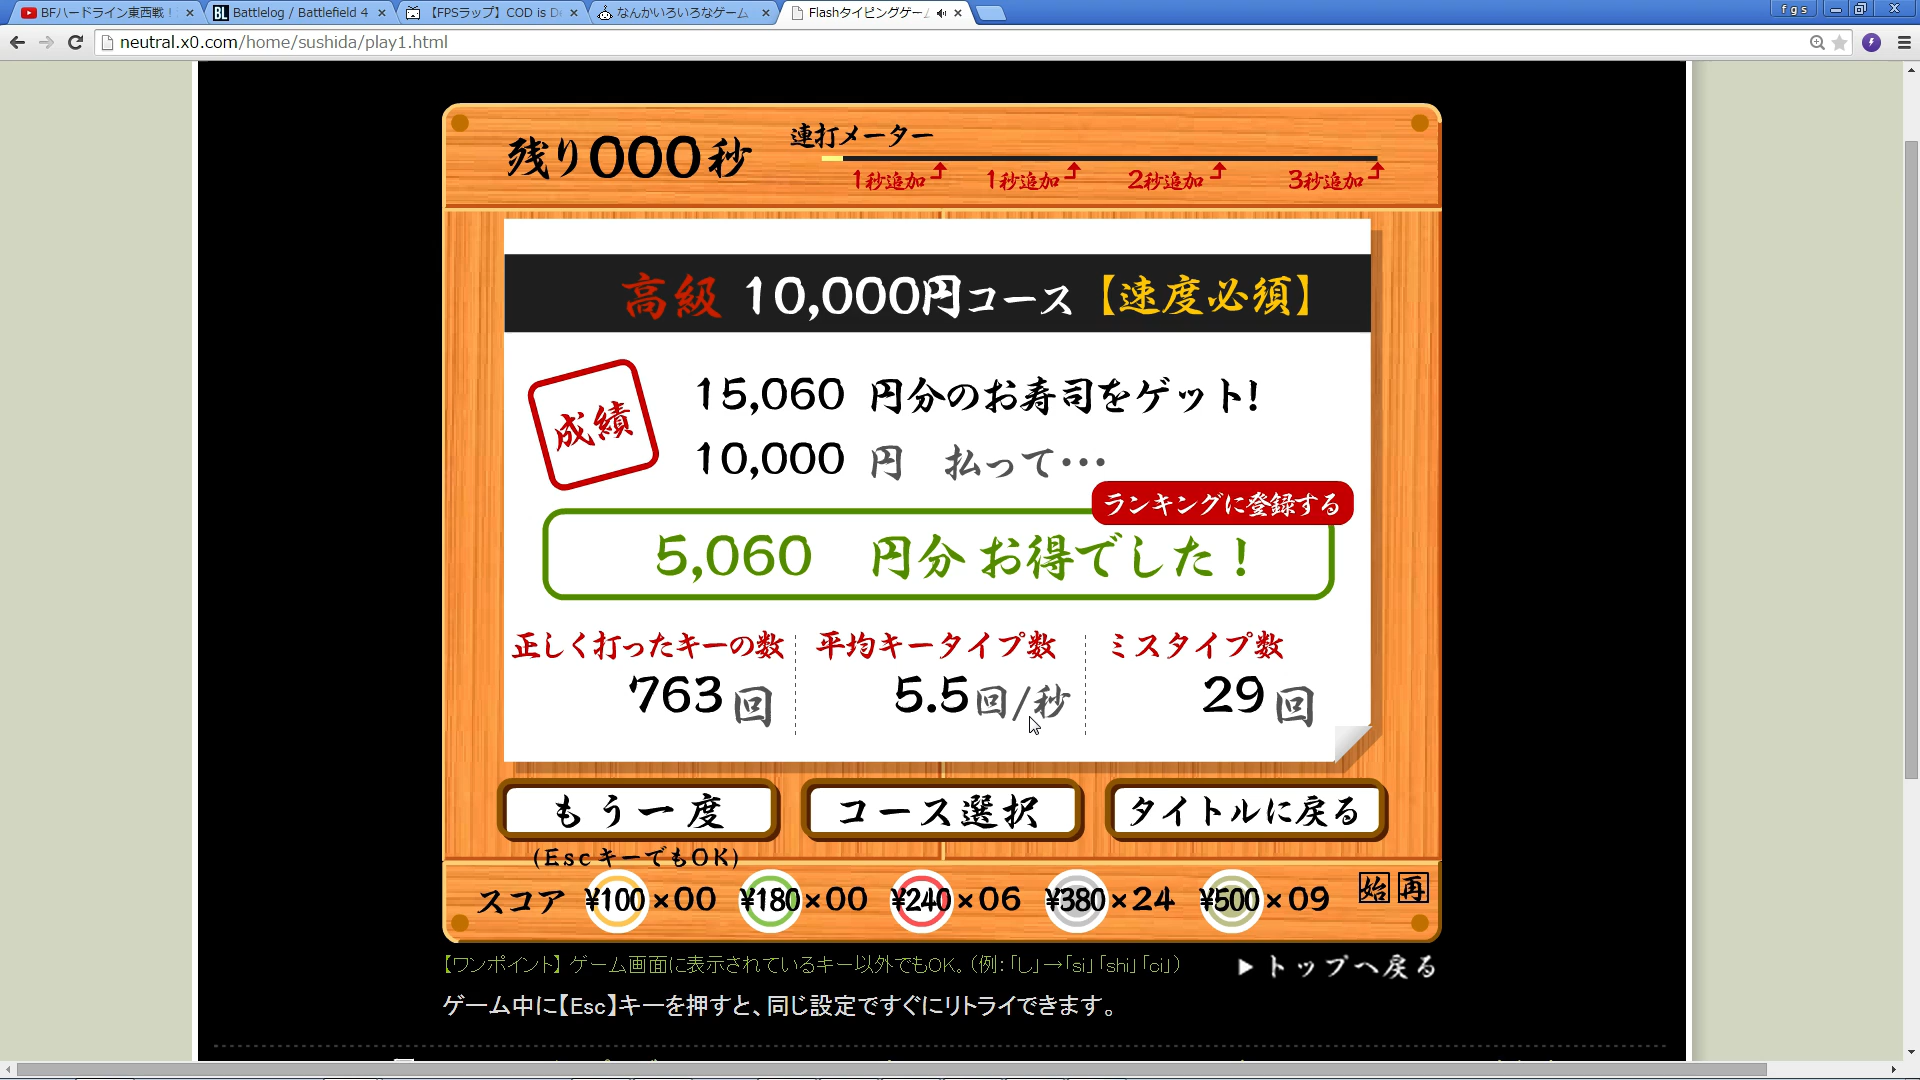 BFハードライン東西戦！
Battlelog / Battlefield 4
【FPSラップ】COD is De
なんかいろいろなゲーム
Flashタイピングゲー
fgs
neutral.x0.com/home/sushida/play1.html
残り000秒
連打メーター
1秒追加 1秒追加 2秒追加 3秒追加
高級 10,000円コース【速度必須】
成績
15,060 円分のお寿司をゲット!
10,000 円 払って…
ランキングに登録する
5,060 円分 お得でした！
正しく打ったキーの数 平均キータイプ数 ミスタイプ数
763回 5.5回/秒 29回
もう一度 コース選択 タイトルに戻る
(Escキーでもok)
スコア ¥100×00 ¥180×00 ¥240×06 ¥380×24 ¥500×09 始 再
【ワンポイント】ゲーム画面に表示されているキー以外でもOK。（例：「し」→「si」「shi」「ci」）
▶トップへ戻る
ゲーム中に【Esc】キーを押すと、同じ設定ですぐにリトライできます。